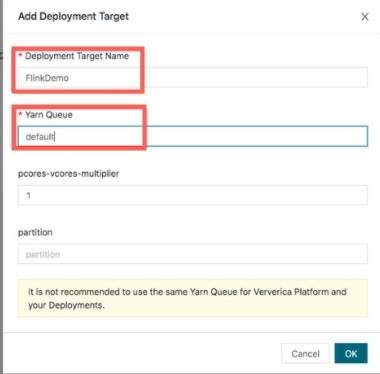 Add Deployment Target
* Deployment Target Name
FlinkDemo
* Yarn Queue
default
pcores-vcores-multiplier
1
partition
partition
It is not recommended to use the same Yarn Queue for Ververica Platform and
your Deployments.
Cancel
OK